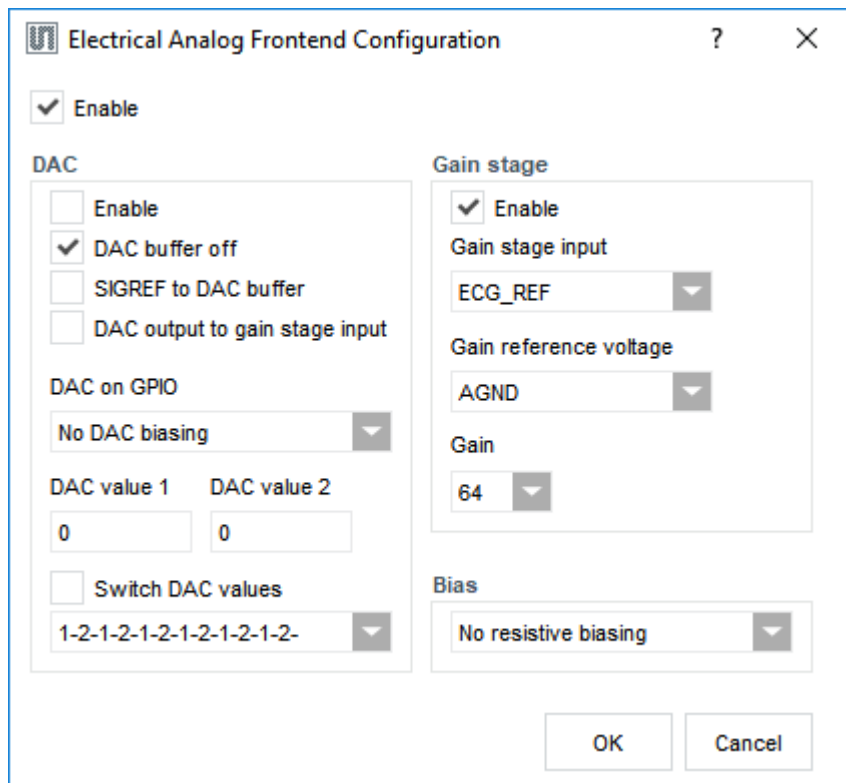 Electrical Analog Frontend Configuration ?
Enable
DAC
Enable
DAC buffer off
SIGREF to DAC buffer
DAC output to gain stage input
DAC on GPIO
No DAC biasing
DAC value 1 DAC value 2
0 0
Switch DAC values
1-2-1-2-1-2-1-2-1-2-1-2-
Gain stage
Enable
Gain stage input
ECG_REF
Gain reference voltage
AGND
Gain
64
Bias
No resistive biasing
OK Cancel